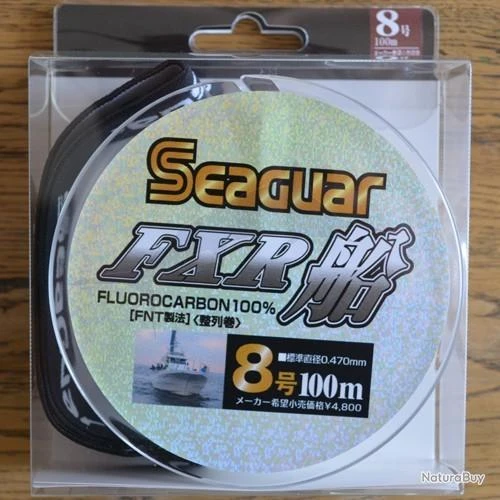 8号
100m
SEAGUAR
FXR船
FLUOROCARBON100%
[FNT製法]〈整列巻〉
■標準直径0.470mm
8号100m
メーカー希望小売価格¥4,800
NaturaBuy